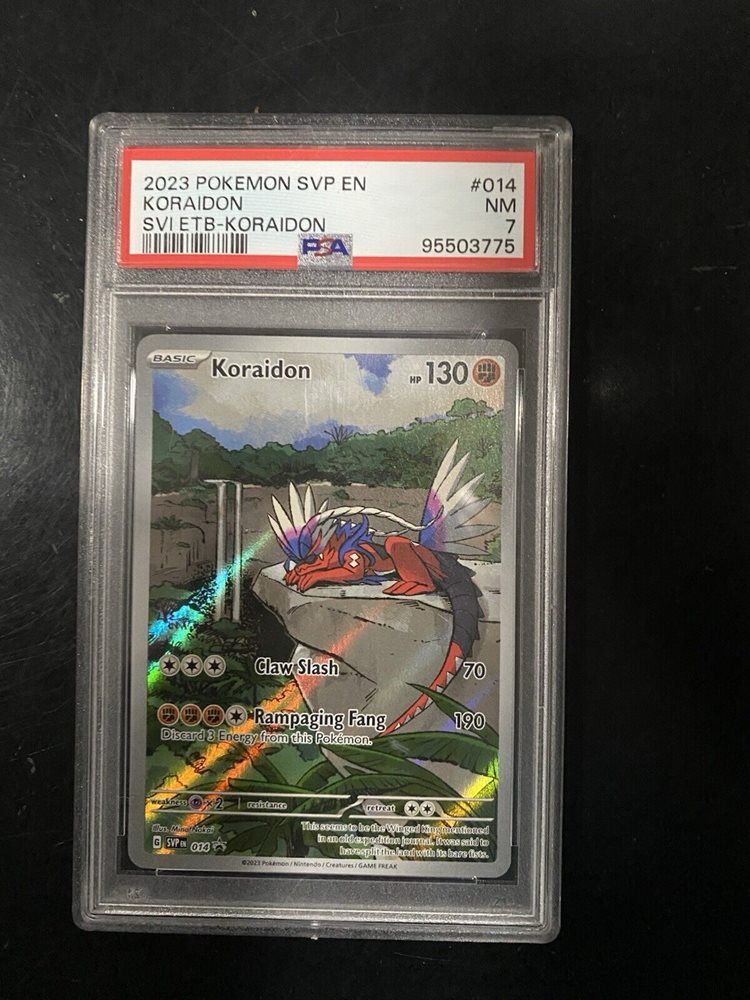 2023 POKEMON SVP EN #014
KORAIDON NM
SVI ETB-KORAIDON 7
PSA 95503775
BASIC Koraidon HP 130
Claw Slash 70
Rampaging Fang 190
Discard 3 Energy from this Pokémon.
weakness ×2 resistance retreat
Illus. Minahokai
This seems to be the Winged King mentioned
in an old expedition journal. It was said to
have split the land with its bare fists.
G SVP EN 014
©2023 Pokémon / Nintendo / Creatures / GAME FREAK